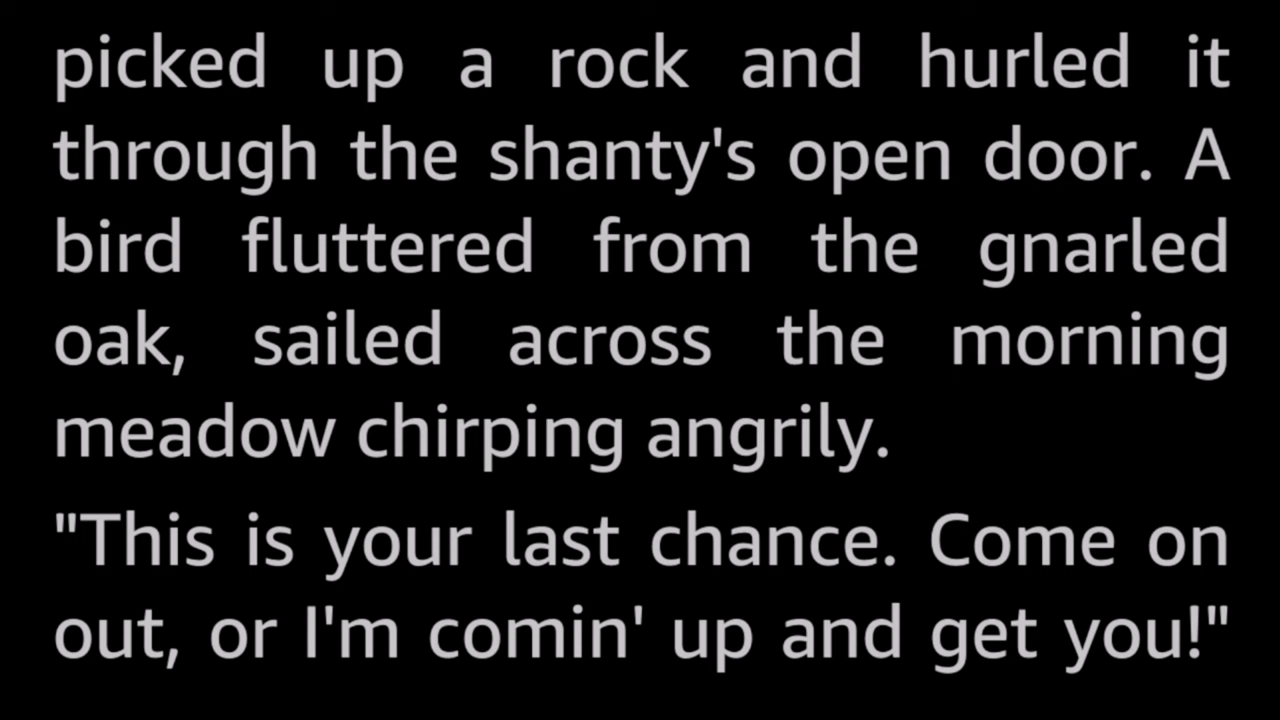 picked up a rock and hurled it
through the shanty's open door. A
bird fluttered from the gnarled
oak, sailed across the morning
meadow chirping angrily.
"This is your last chance. Come on
out, or I'm comin' up and get you!"